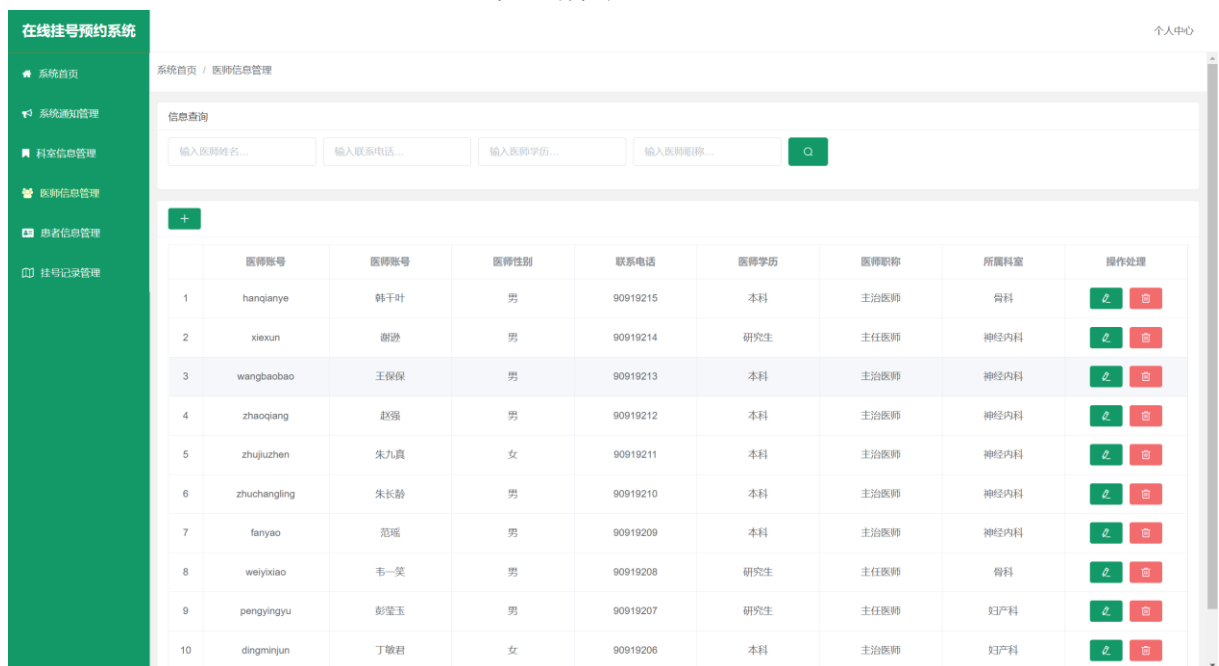 在线挂号预约系统
个人中心
系统首页
系统通知管理
科室信息管理
医师信息管理
患者信息管理
挂号记录管理
系统首页 / 医师信息管理
信息查询
输入医师姓名... 输入联系电话... 输入医师学历... 输入医师职称...
医师账号 医师账号 医师性别 联系电话 医师学历 医师职称 所属科室 操作处理
1 hanqianye 韩千叶 男 90919215 本科 主治医师 骨科
2 xiexun 谢逊 男 90919214 研究生 主任医师 神经内科
3 wangbaobao 王保保 男 90919213 本科 主治医师 神经内科
4 zhaoqiang 赵强 男 90919212 本科 主治医师 神经内科
5 zhujiuzhen 朱九真 女 90919211 本科 主治医师 神经内科
6 zhuchangling 朱长龄 男 90919210 本科 主治医师 神经内科
7 fanyao 范瑶 男 90919209 本科 主治医师 神经内科
8 weiyixiao 韦一笑 男 90919208 研究生 主任医师 骨科
9 pengyingyu 彭莹玉 男 90919207 研究生 主任医师 妇产科
10 dingminjun 丁敏君 女 90919206 本科 主治医师 妇产科